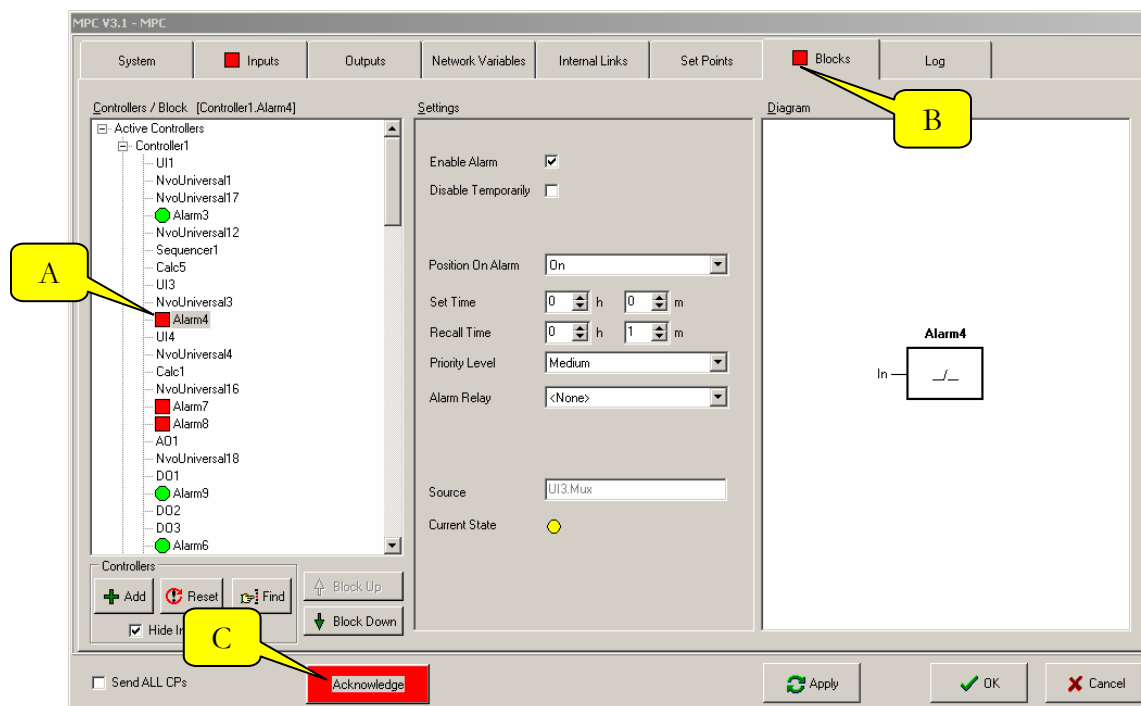 MPC V3.1 - MPC
System
Inputs
Outputs
Network Variables
Internal Links
Set Points
Blocks
Log
Controllers / Block [Controller1.Alarm4]
Active Controllers
Controller1
UI1
NvoUniversal1
NvoUniversal17
Alarm3
NvoUniversal12
Sequencer1
Calc5
UI3
NvoUniversal3
Alarm4
UI4
NvoUniversal4
Calc1
NvoUniversal16
Alarm7
Alarm8
AO1
NvoUniversal18
DO1
Alarm9
DO2
DO3
Alarm6
Controllers
Add
Reset
Find
Hide
Block Up
Block Down
Settings
Enable Alarm
Disable Temporarily
Position On Alarm On
Set Time 0 h 0 m
Recall Time 0 h 1 m
Priority Level Medium
Alarm Relay <None>
Source UI3.Mux
Current State
Diagram
Alarm4
In
A
B
C
Send ALL CPs
Acknowledge
Apply
OK
Cancel